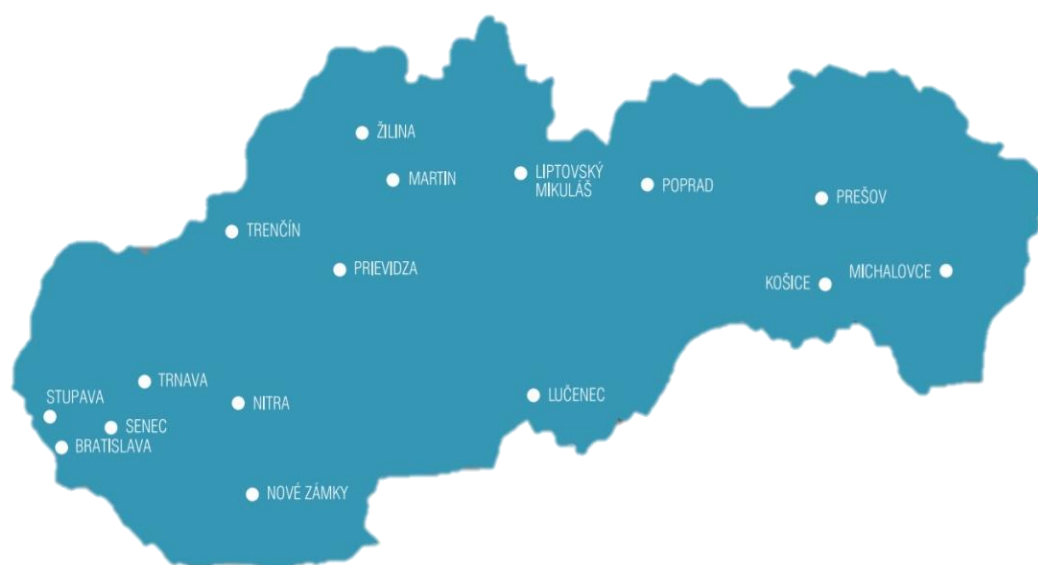 ŽILINA
MARTIN
LIPTOVSKÝ
MIKULÁŠ
POPRAD
PREŠOV
TRENČÍN
PRIEVIDZA
MICHALOVCE
KOŠICE
TRNAVA
STUPAVA
NITRA
LUČENEC
SENEC
BRATISLAVA
NOVÉ ZÁMKY